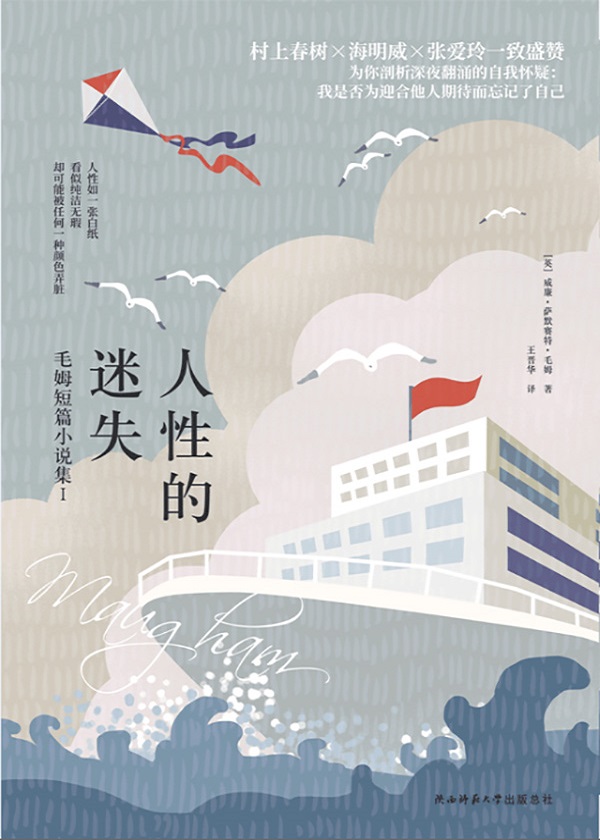 村上春树×海明威×张爱玲一致盛赞
为你剖析深夜翻涌的自我怀疑：
我是否为迎合他人期待而忘记了自己
人性如一张白纸
看似纯洁无瑕
却可能被任何一种颜色弄脏
[英] 威廉·萨默赛特·毛姆 著
王晋华 译
人性的
迷失
毛姆短篇小说集 I
Maugham
陕西师范大学出版总社